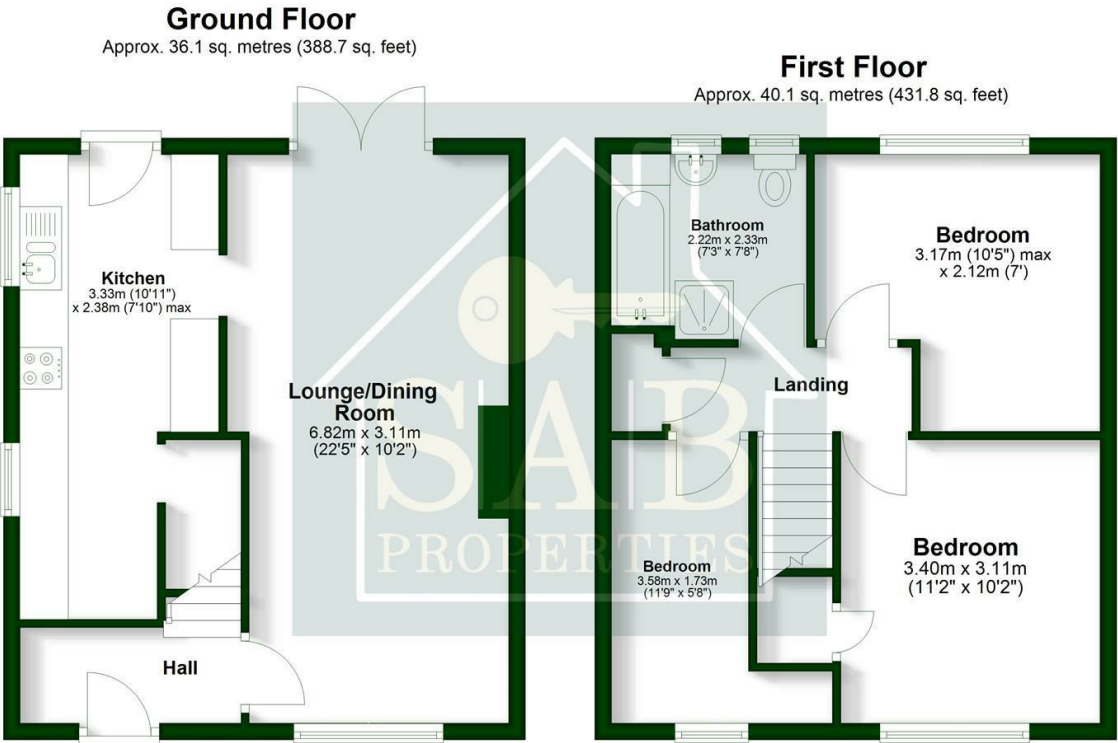 Ground Floor
Approx. 36.1 sq. metres (388.7 sq. feet)
Kitchen
3.33m (10'11")
x 2.38m (7'10") max
Lounge/Dining
Room
6.82m x 3.11m
(22'5" x 10'2")
Hall
First Floor
Approx. 40.1 sq. metres (431.8 sq. feet)
Bathroom
2.22m x 2.33m
(7'3" x 7'8")
Bedroom
3.17m (10'5") max
x 2.12m (7')
Landing
Bedroom
3.58m x 1.73m
(11'9" x 5'8")
Bedroom
3.40m x 3.11m
(11'2" x 10'2")
SAB
PROPERTIES